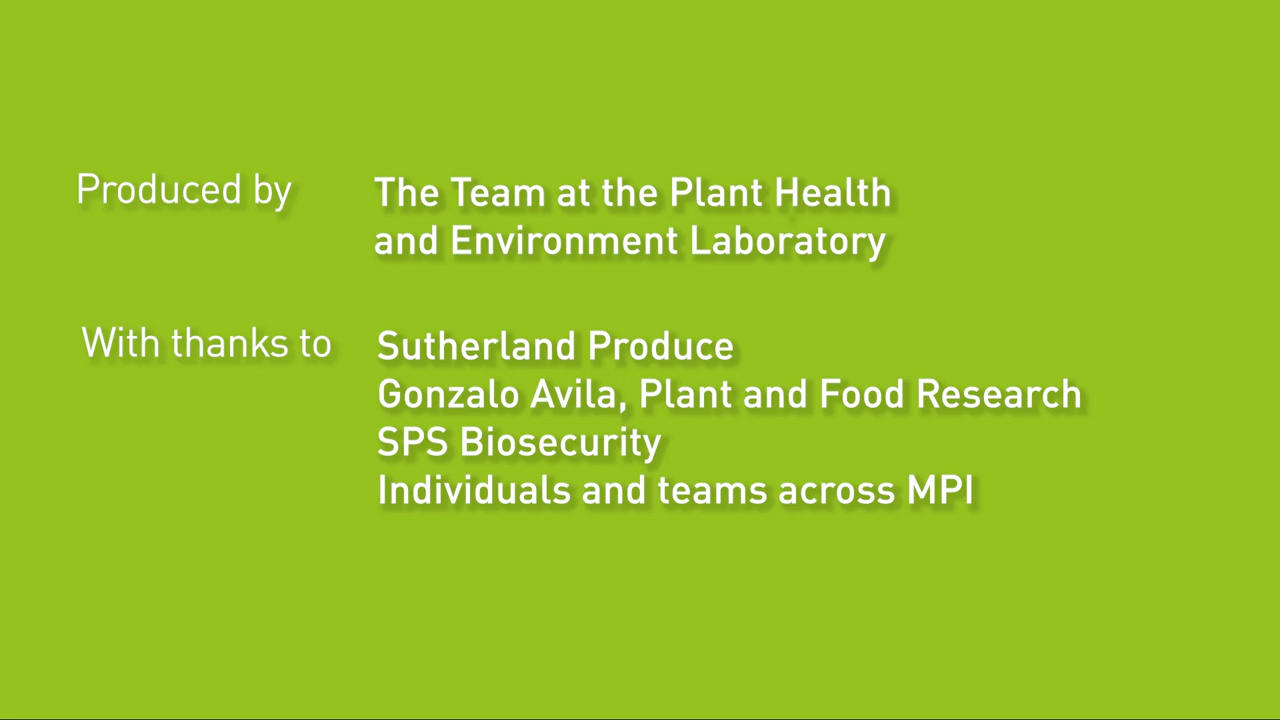 Produced by
The Team at the Plant Health
and Environment Laboratory
With thanks to
Sutherland Produce
Gonzalo Avila, Plant and Food Research
SPS Biosecurity
Individuals and teams across MPI